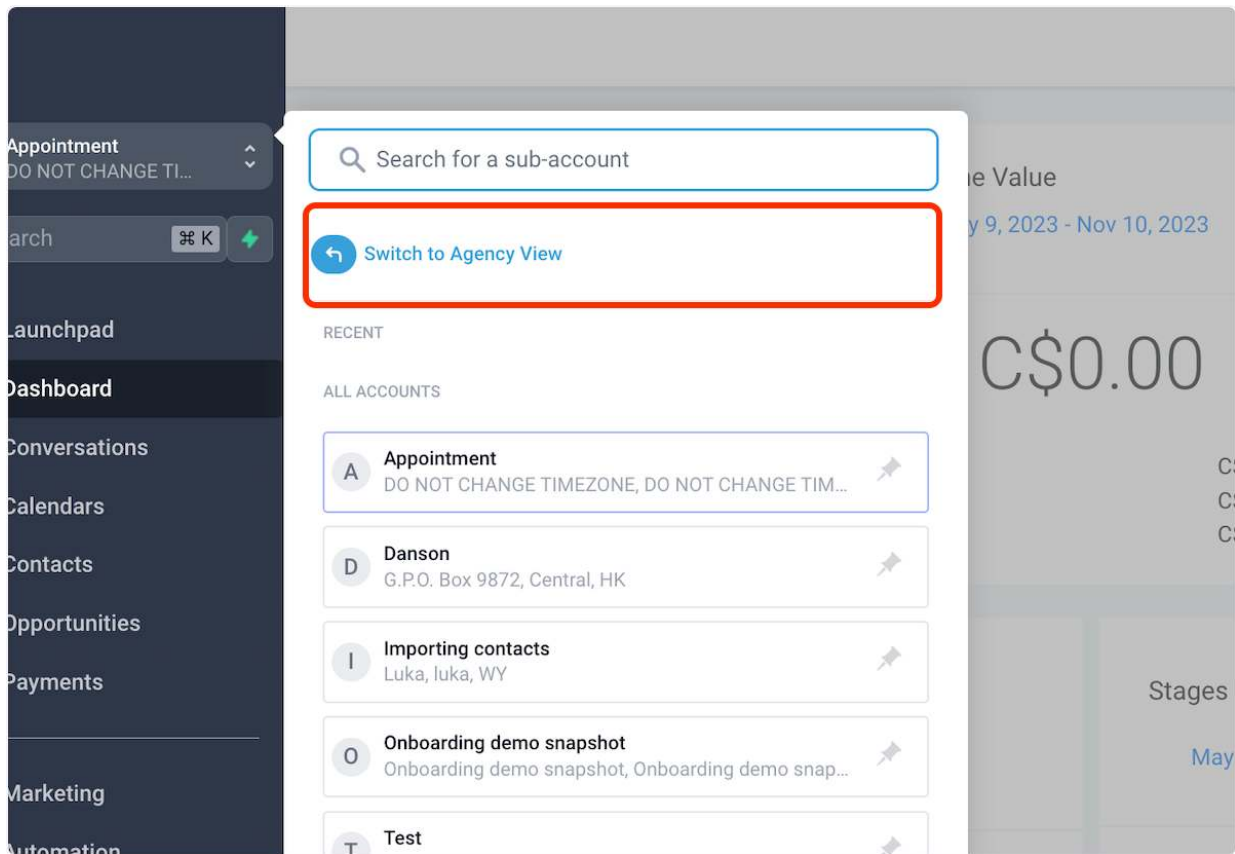 Appointment
DO NOT CHANGE TI...
arch
⌘ K
Launchpad
Dashboard
Conversations
Calendars
Contacts
Opportunities
Payments
Marketing
Automation
Search for a sub-account
Switch to Agency View
RECENT
ALL ACCOUNTS
A
Appointment
DO NOT CHANGE TIMEZONE, DO NOT CHANGE TIM...
D
Danson
G.P.O. Box 9872, Central, HK
I
Importing contacts
Luka, luka, WY
O
Onboarding demo snapshot
Onboarding demo snapshot, Onboarding demo snap...
T
Test
ne Value
y 9, 2023 - Nov 10, 2023
C$0.00
C$
C$
C$
Stages
May